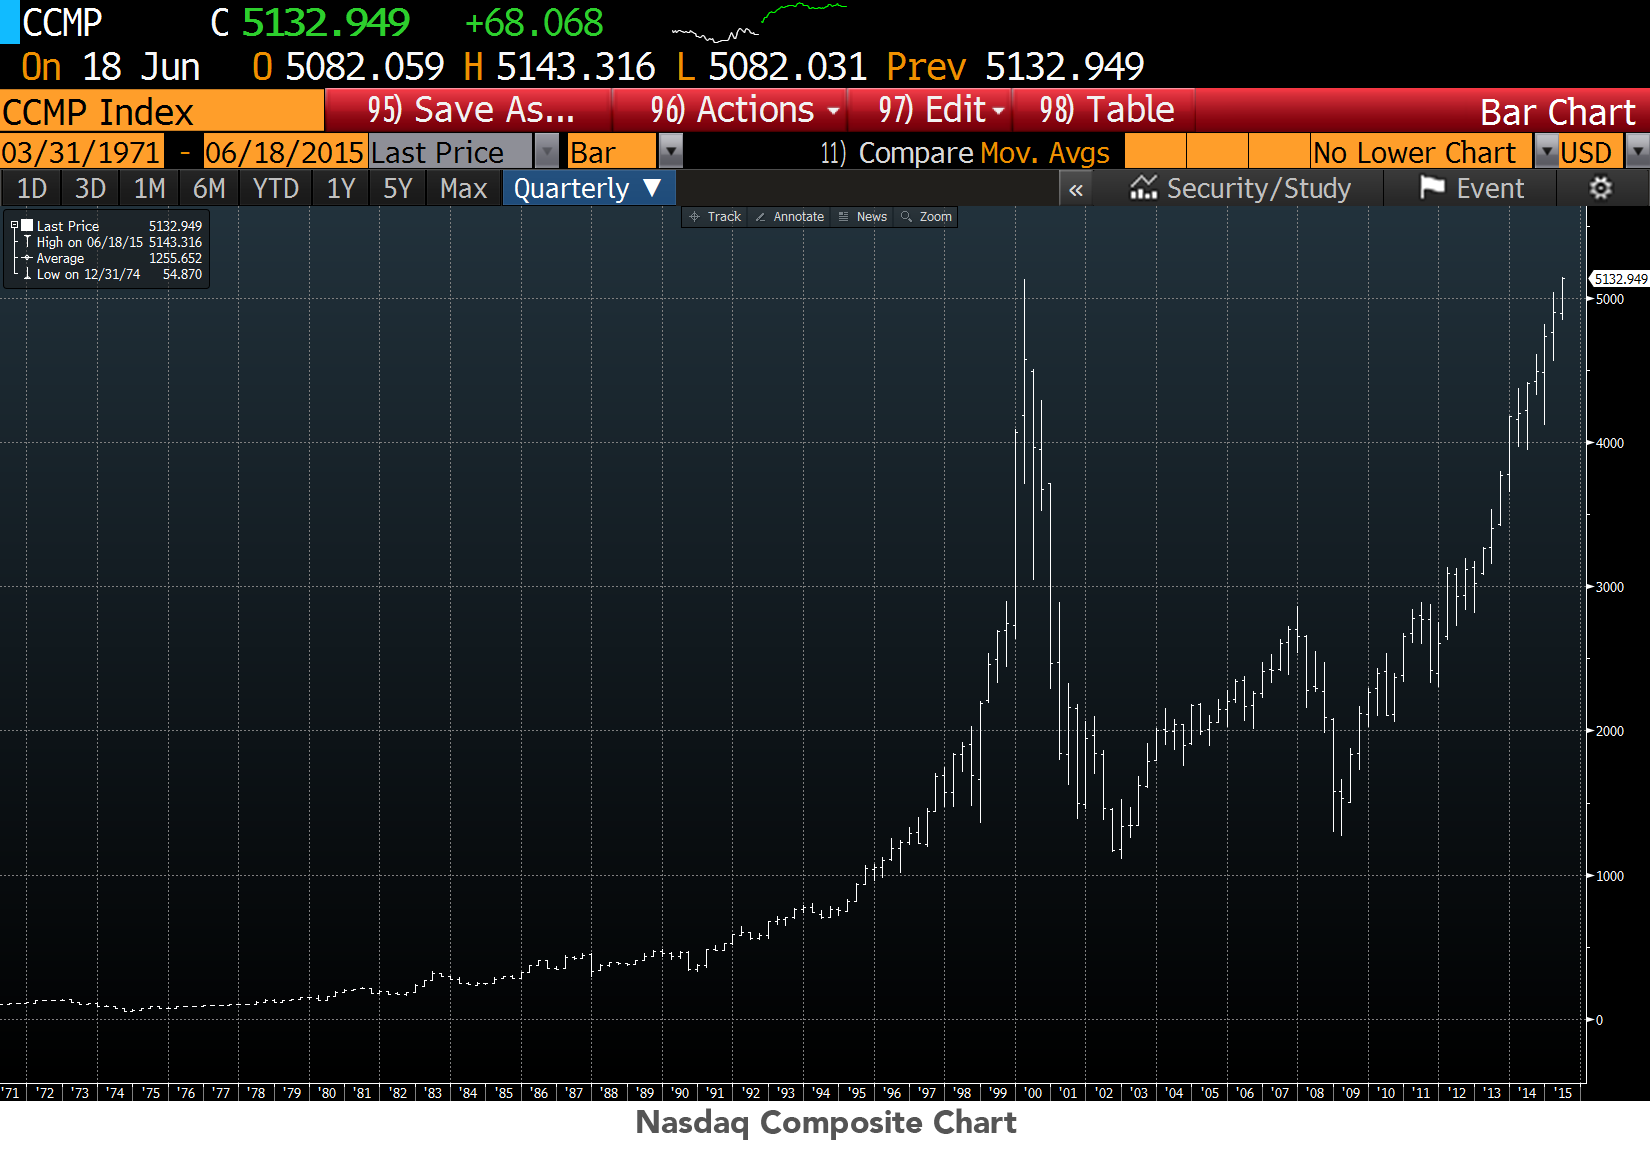 CCMP C 5132.949 +68.068
On 18 Jun O 5082.059 H 5143.316 L 5082.031 Prev 5132.949
CCMP Index 95) Save As... 96) Actions 97) Edit 98) Table Bar Chart
03/31/1971 - 06/18/2015 Last Price Bar 11) Compare Mov. Avgs No Lower Chart USD
1D 3D 1M 6M YTD 1Y 5Y Max Quarterly ▼ « Security/Study Event
Track Annotate News Zoom
Last Price 5132.949
High on 06/18/15 5143.316
Average 1255.652
Low on 12/31/74 54.870
5132.949
5000
4000
3000
2000
1000
0
'71 '72 '73 '74 '75 '76 '77 '78 '79 '80 '81 '82 '83 '84 '85 '86 '87 '88 '89 '90 '91 '92 '93 '94 '95 '96 '97 '98 '99 '00 '01 '02 '03 '04 '05 '06 '07 '08 '09 '10 '11 '12 '13 '14 '15
Nasdaq Composite Chart